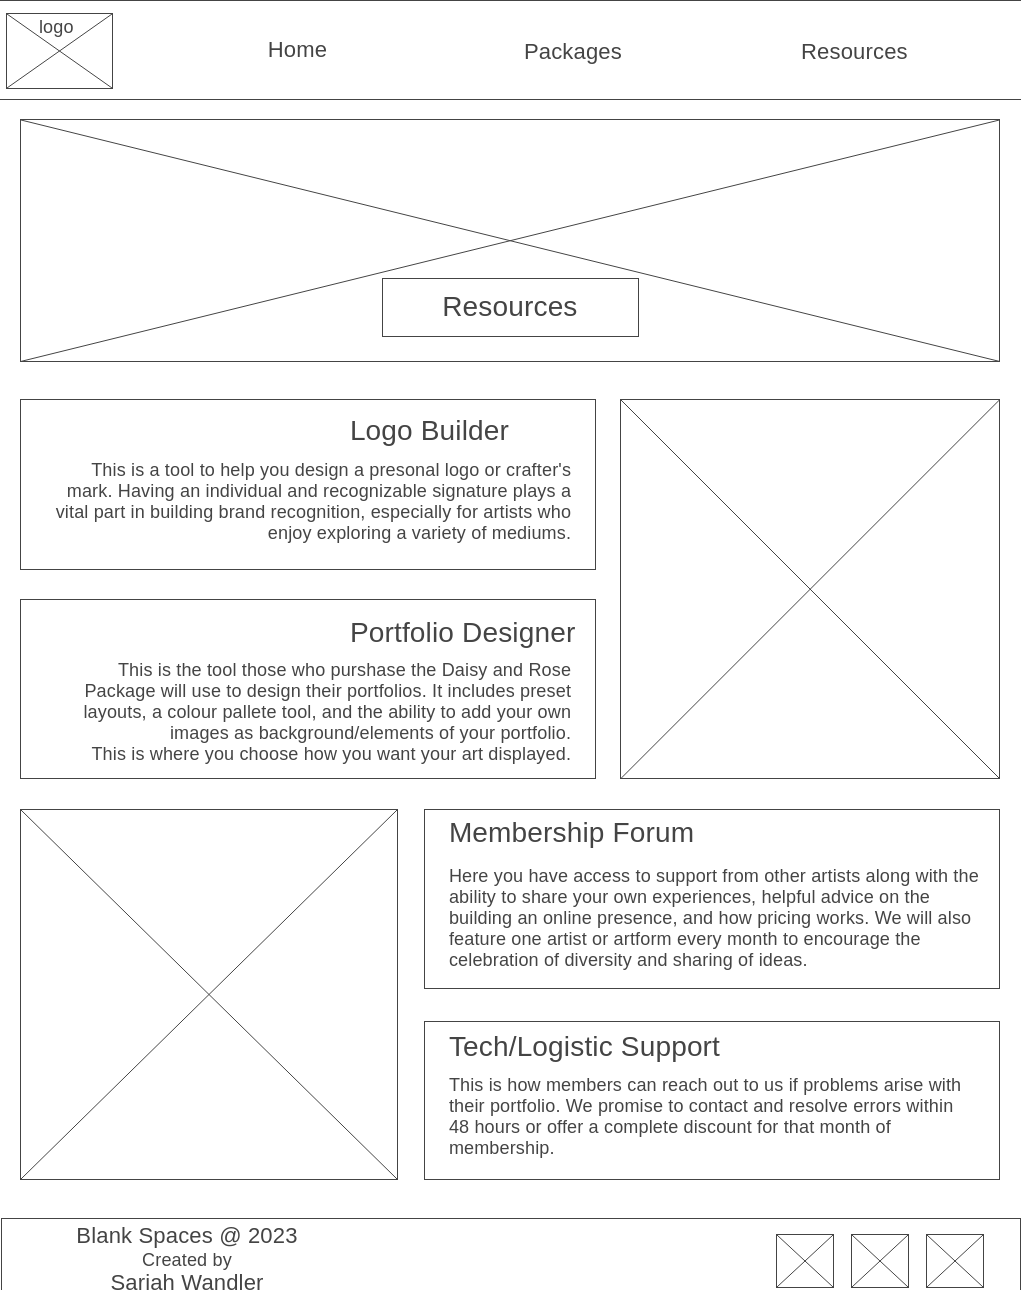 logo
Home
Packages
Resources
Resources
Logo Builder
This is a tool to help you design a presonal logo or crafter's
mark. Having an individual and recognizable signature plays a
vital part in building brand recognition, especially for artists who
enjoy exploring a variety of mediums.
Portfolio Designer
This is the tool those who purshase the Daisy and Rose
Package will use to design their portfolios. It includes preset
layouts, a colour pallete tool, and the ability to add your own
images as background/elements of your portfolio.
This is where you choose how you want your art displayed.
Membership Forum
Here you have access to support from other artists along with the
ability to share your own experiences, helpful advice on the
building an online presence, and how pricing works. We will also
feature one artist or artform every month to encourage the
celebration of diversity and sharing of ideas.
Tech/Logistic Support
This is how members can reach out to us if problems arise with
their portfolio. We promise to contact and resolve errors within
48 hours or offer a complete discount for that month of
membership.
Blank Spaces @ 2023
Created by
Sariah Wandler